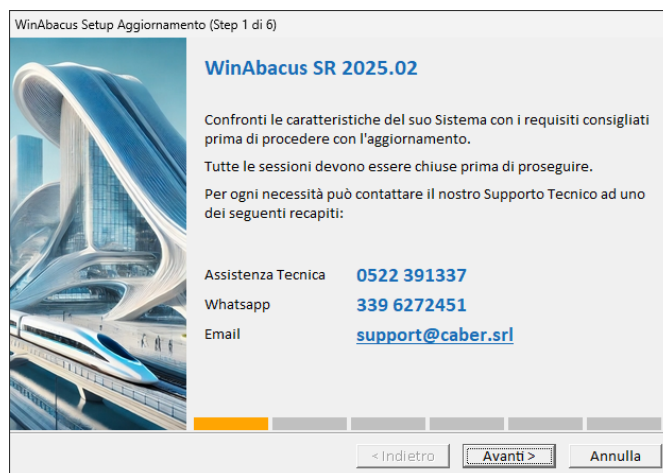 WinAbacus Setup Aggiornamento (Step 1 di 6)
WinAbacus SR 2025.02
Confronti le caratteristiche del suo Sistema con i requisiti consigliati
prima di procedere con l'aggiornamento.
Tutte le sessioni devono essere chiuse prima di proseguire.
Per ogni necessità può contattare il nostro Supporto Tecnico ad uno
dei seguenti recapiti:
Assistenza Tecnica 0522 391337
Whatsapp 339 6272451
Email support@caber.srl
< Indietro Avanti > Annulla